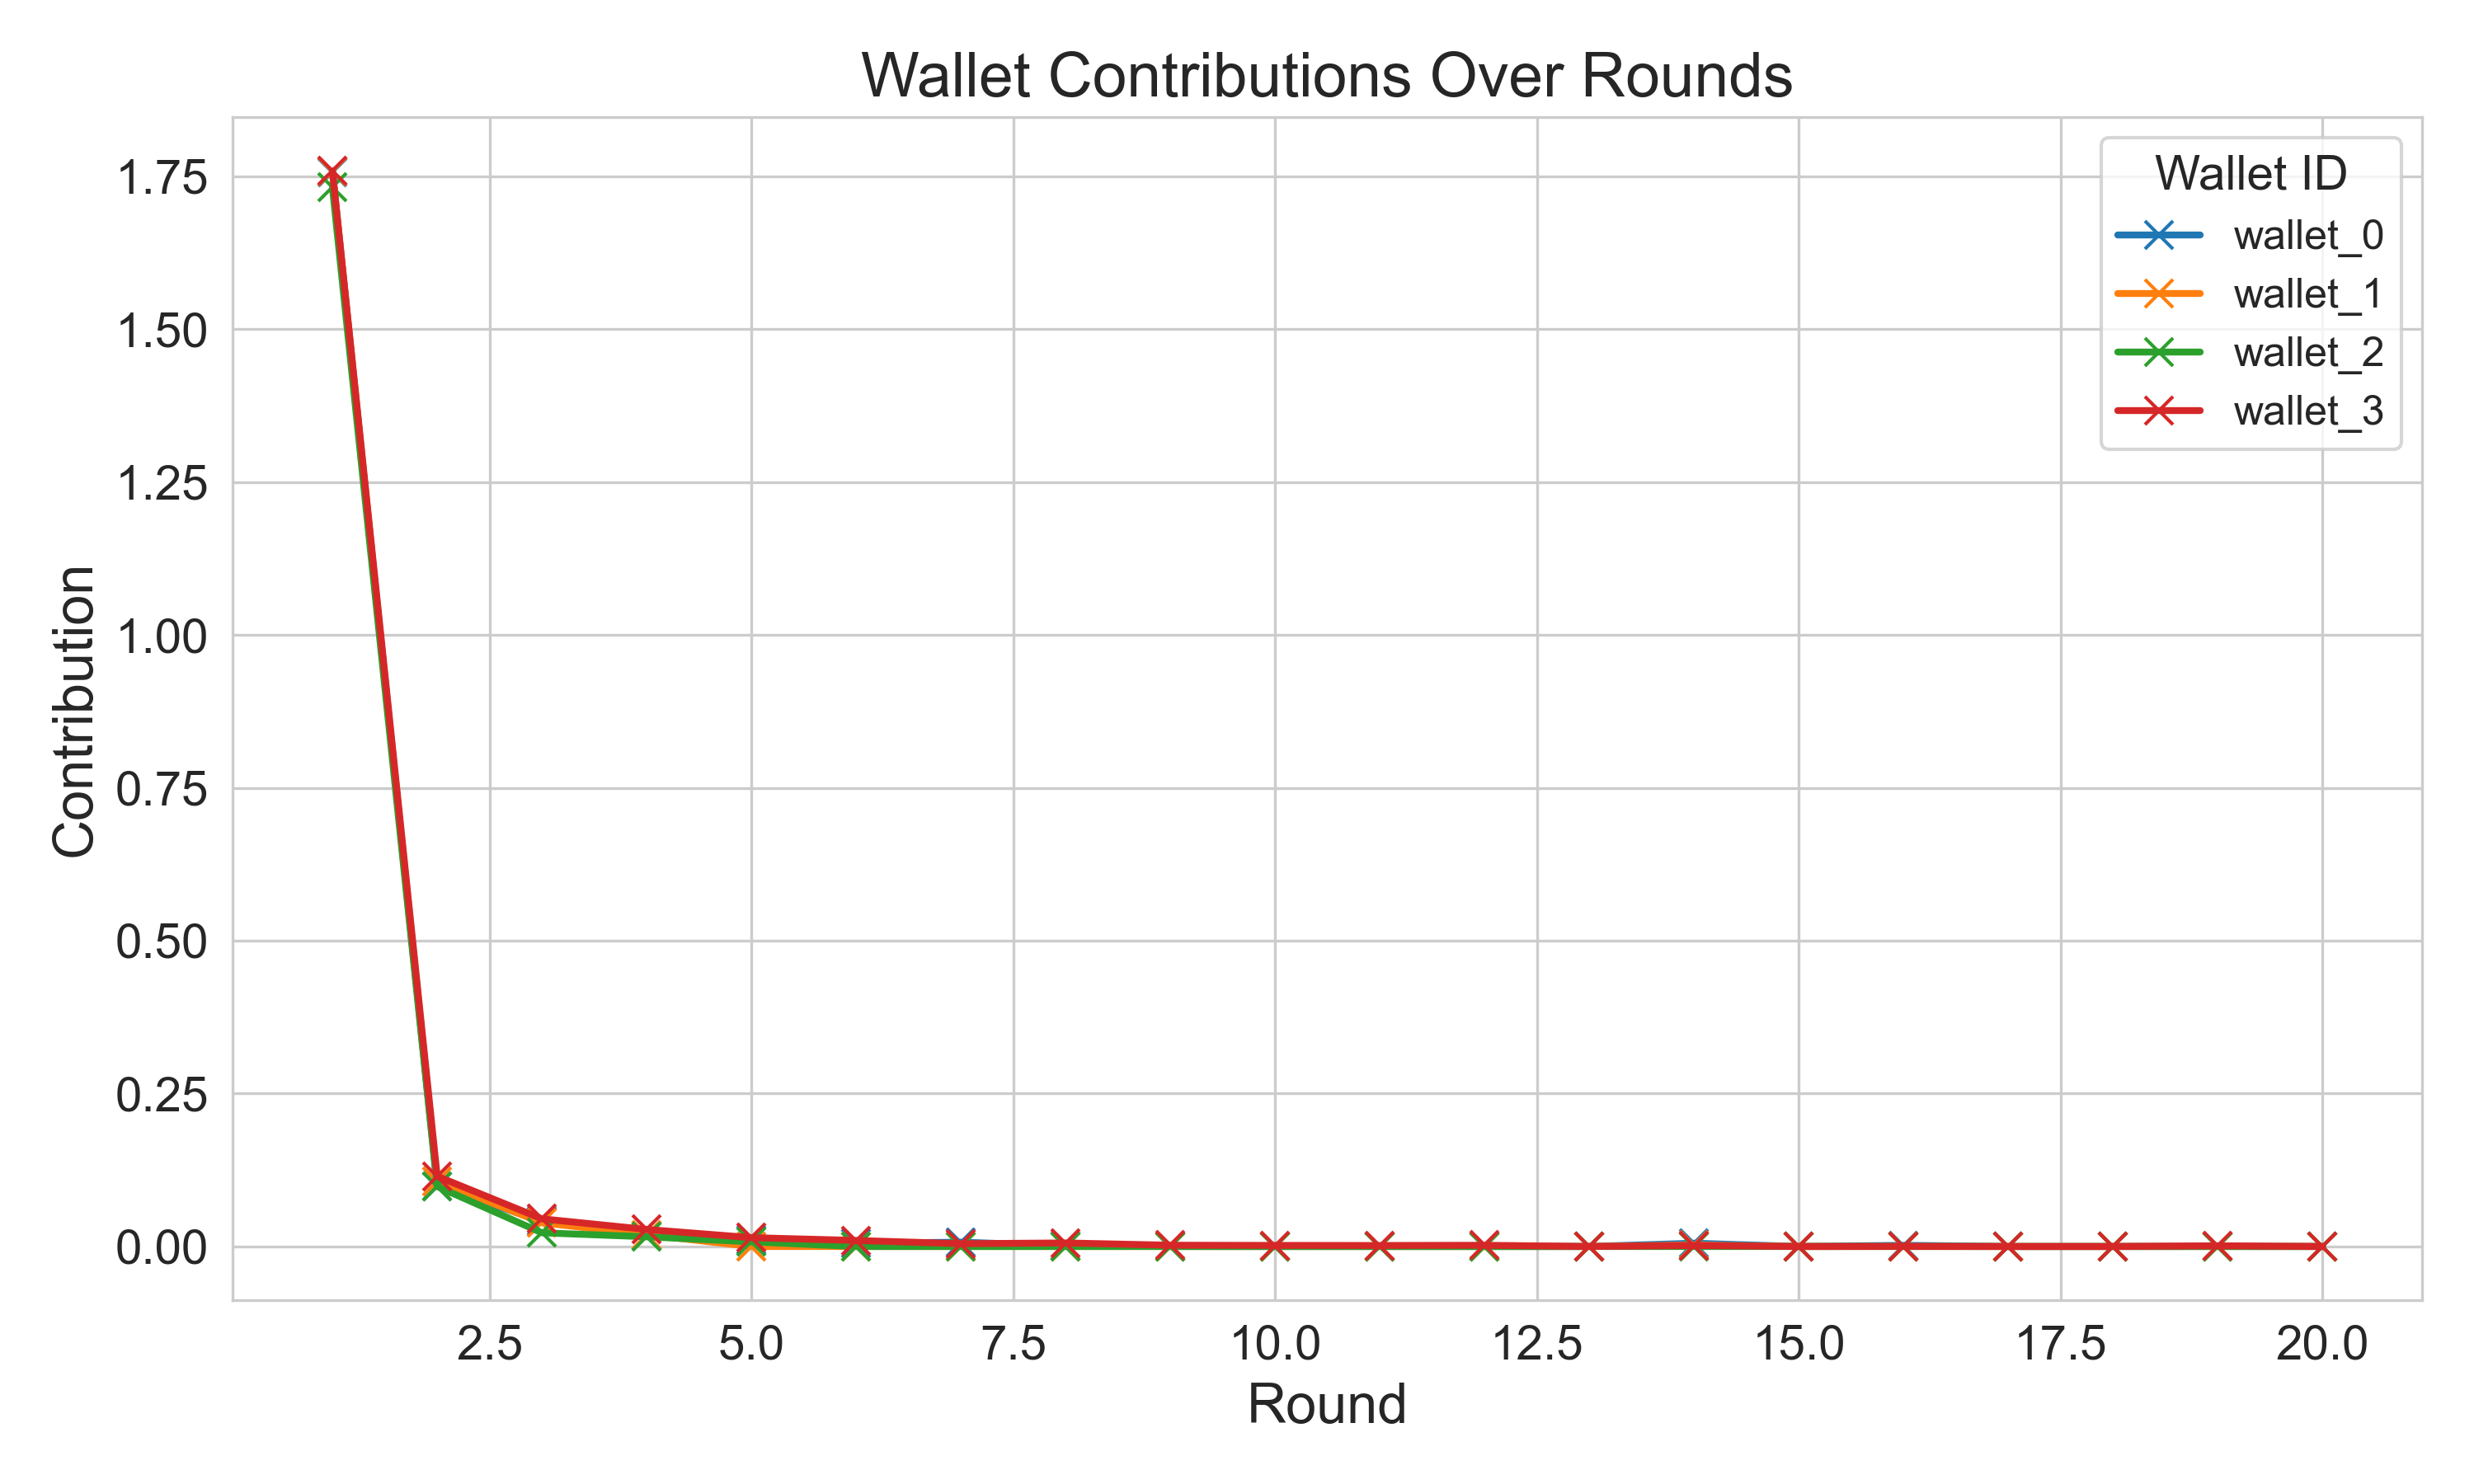 Wallet Contributions Over Rounds
Wallet ID
wallet_0
wallet_1
wallet_2
wallet_3
Contribution
1.75
1.50
1.25
1.00
0.75
0.50
0.25
0.00
2.5 5.0 7.5 10.0 12.5 15.0 17.5 20.0
Round